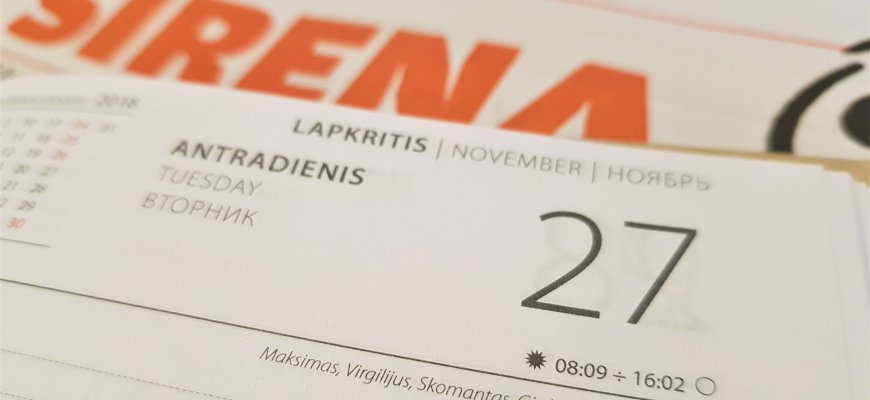 SIRENA
2018
LAPKRITIS | NOVEMBER | НОЯБРЬ
ANTRADIENIS
TUESDAY
ВТОРНИК
27
08:09 ÷ 16:02
Maksimas, Virgilijus, Skomantas,